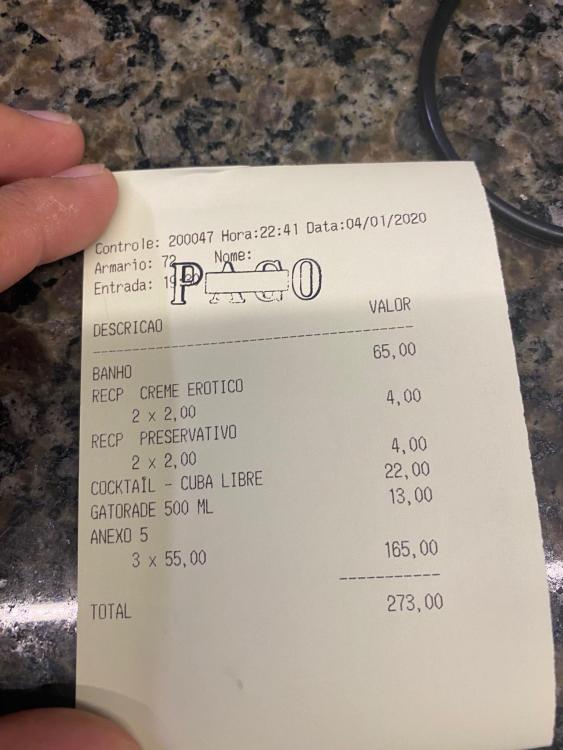 Controle: 200047 Hora:22:41 Data:04/01/2020
Armario: 72 Nome:
Entrada:
PAGO
DESCRICAO VALOR
BANHO 65,00
RECP CREME EROTICO
2 x 2,00 4,00
RECP PRESERVATIVO
2 x 2,00 4,00
COCKTAIL - CUBA LIBRE 22,00
GATORADE 500 ML 13,00
ANEXO 5
3 x 55,00 165,00
TOTAL 273,00